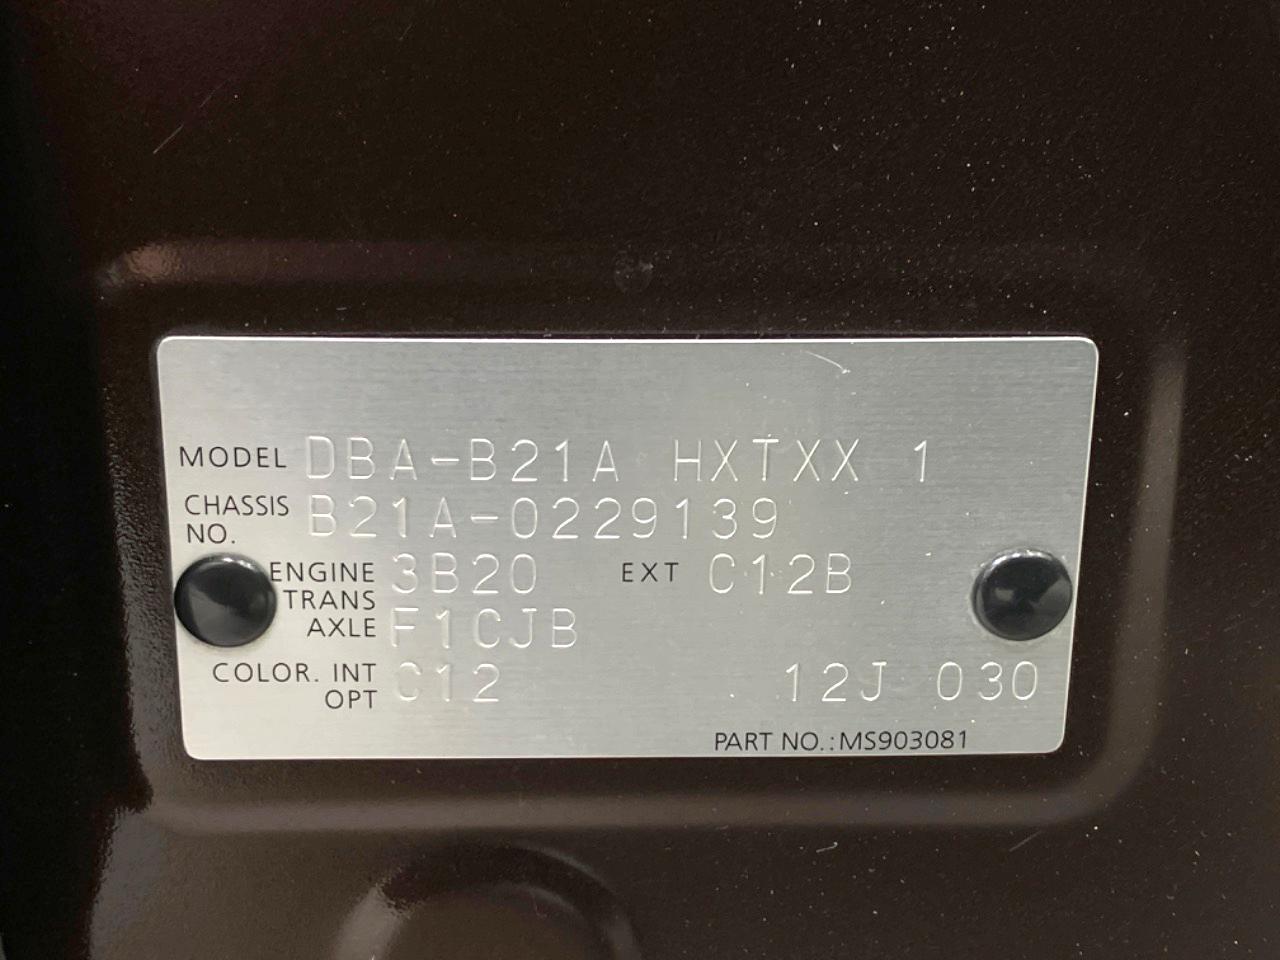 MODEL DBA-B21A HXTXX 1
CHASSIS NO. B21A-0229139
ENGINE 3B20 EXT C12B
TRANS AXLE F1CJB
COLOR. INT OPT C12 12J 030
PART NO.:MS903081